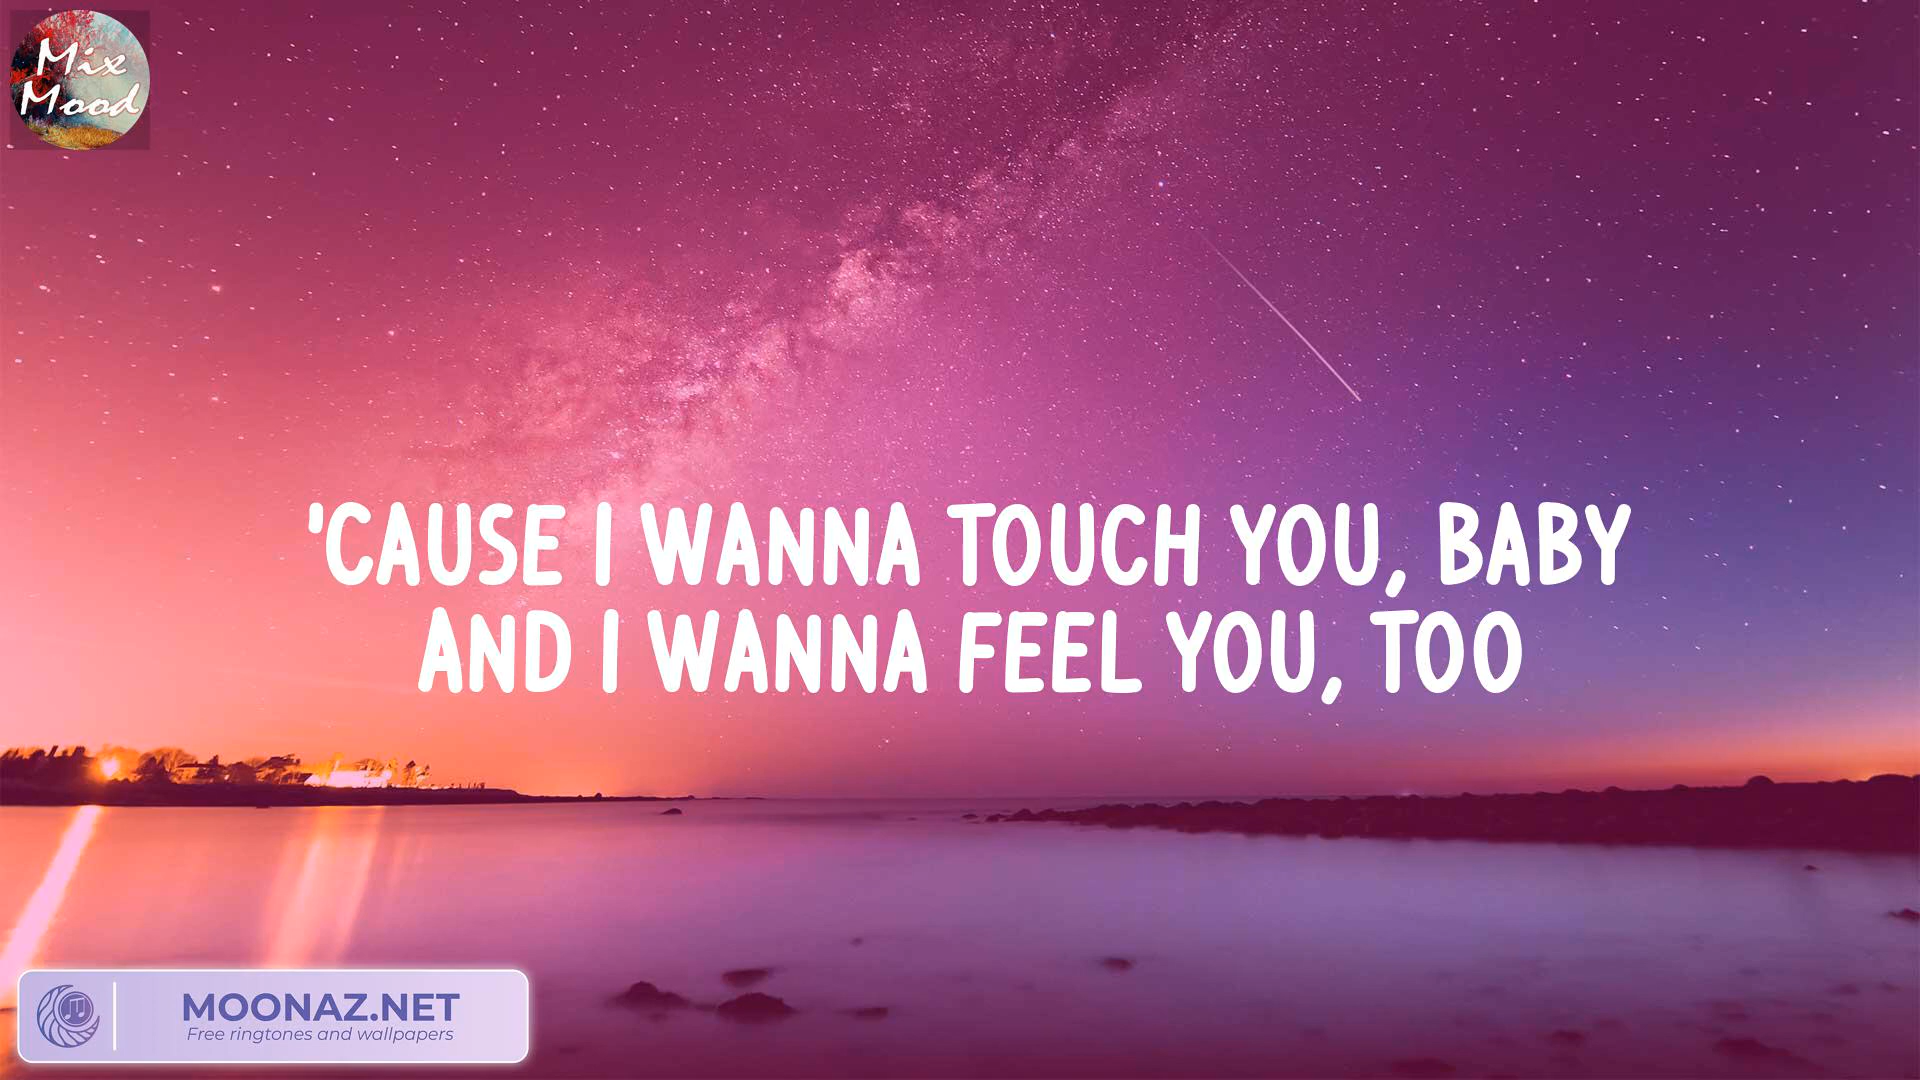 Mix
Mood
'CAUSE I WANNA TOUCH YOU, BABY
AND I WANNA FEEL YOU, TOO
MOONAZ.NET
Free ringtones and wallpapers